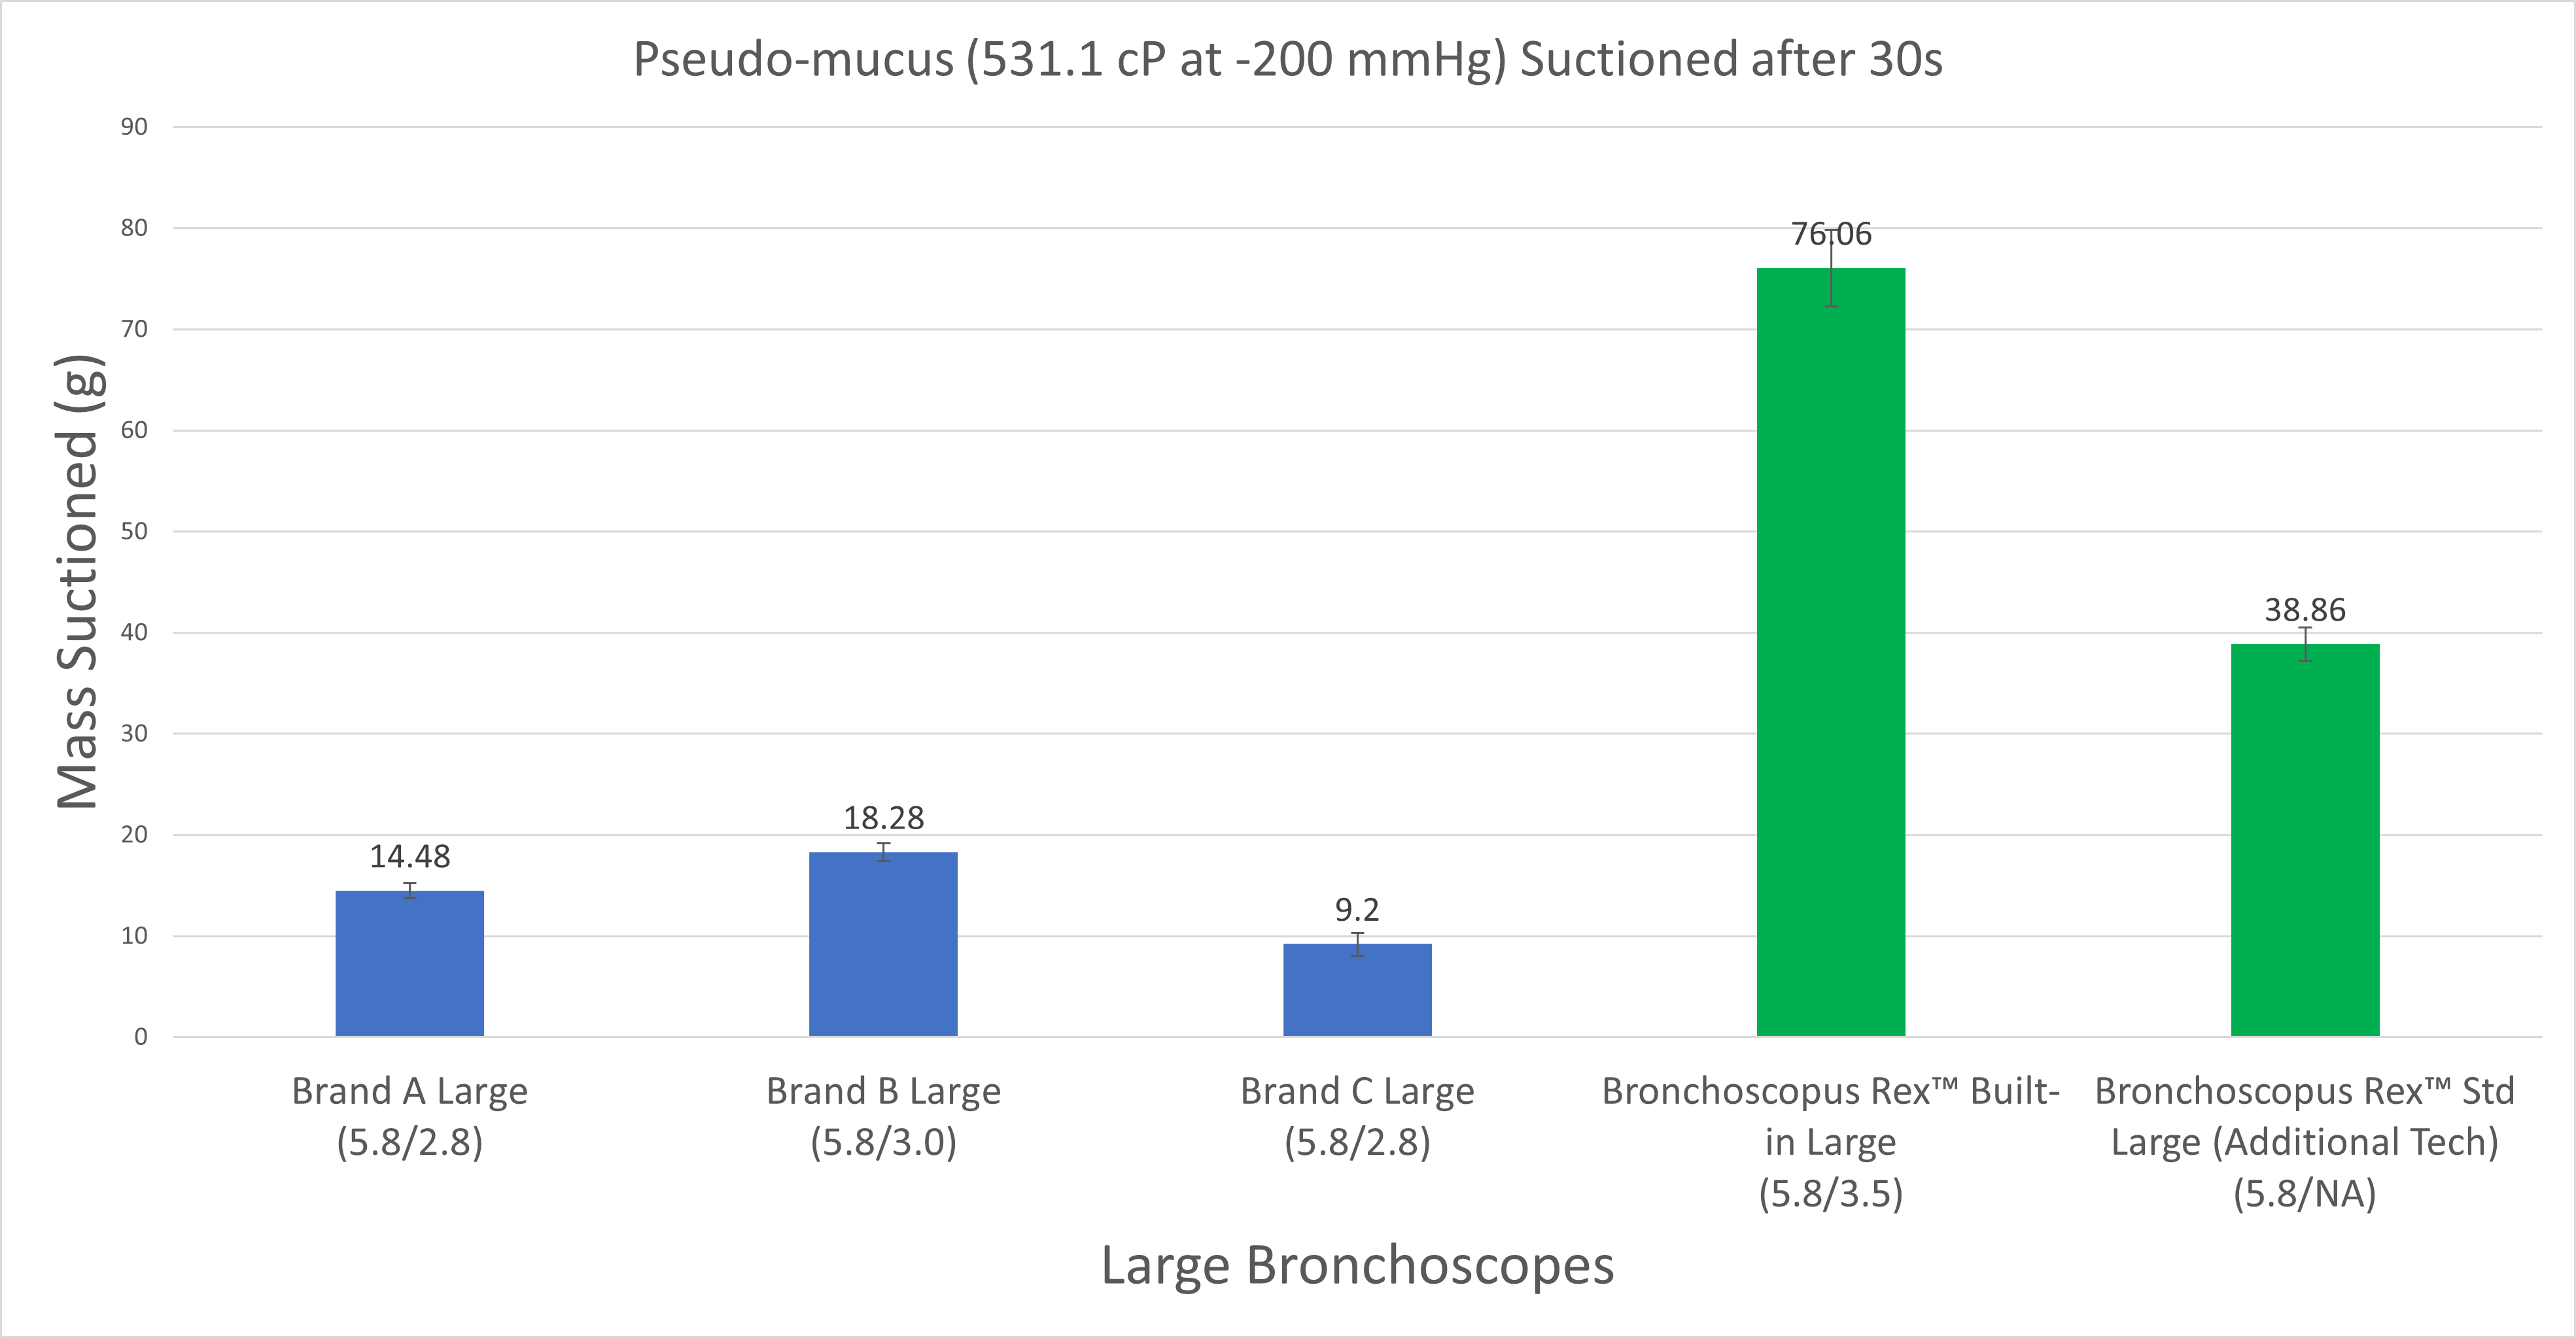 Pseudo-mucus (531.1 cP at -200 mmHg) Suctioned after 30s
Mass Suctioned (g)
90
80
70
60
50
40
30
20
10
0
14.48
18.28
9.2
76.06
38.86
Brand A Large
(5.8/2.8)
Brand B Large
(5.8/3.0)
Brand C Large
(5.8/2.8)
Bronchoscopus Rex™ Built-
in Large
(5.8/3.5)
Bronchoscopus Rex™ Std
Large (Additional Tech)
(5.8/NA)
Large Bronchoscopes